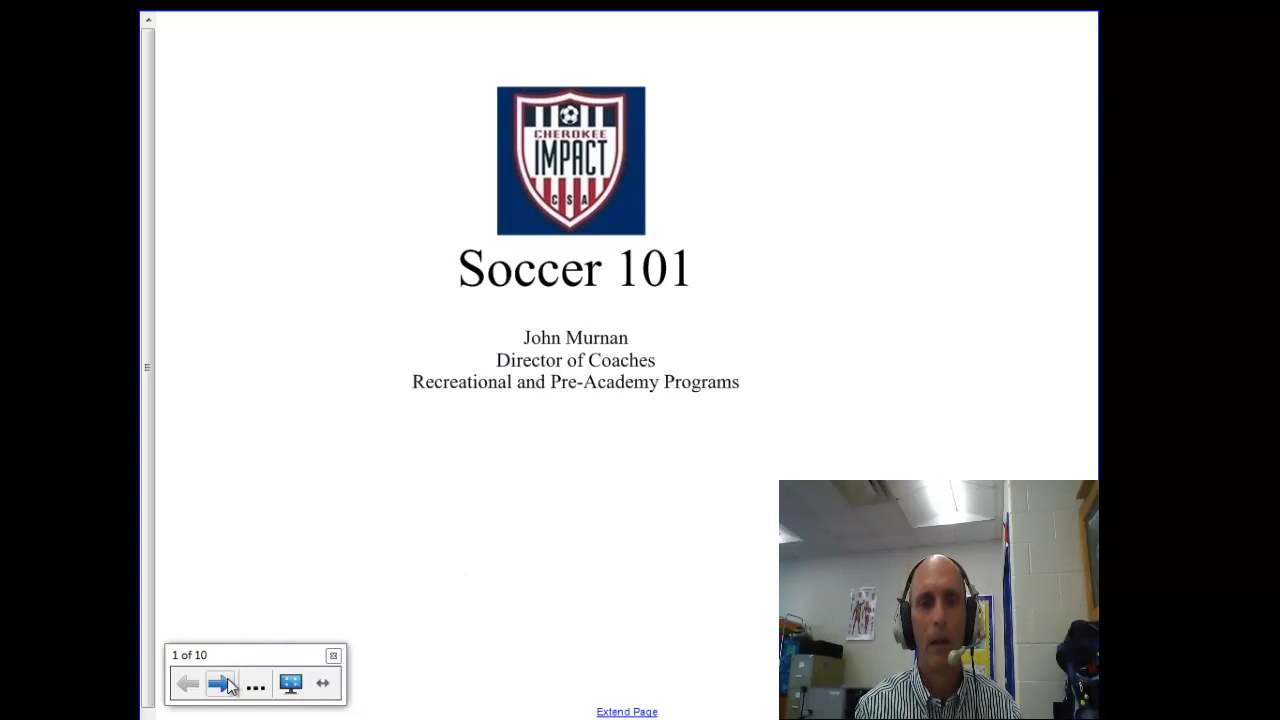 CHEROKEE
IMPACT
C S A
Soccer 101
John Murnan
Director of Coaches
Recreational and Pre-Academy Programs
1 of 10
...
Extend Page